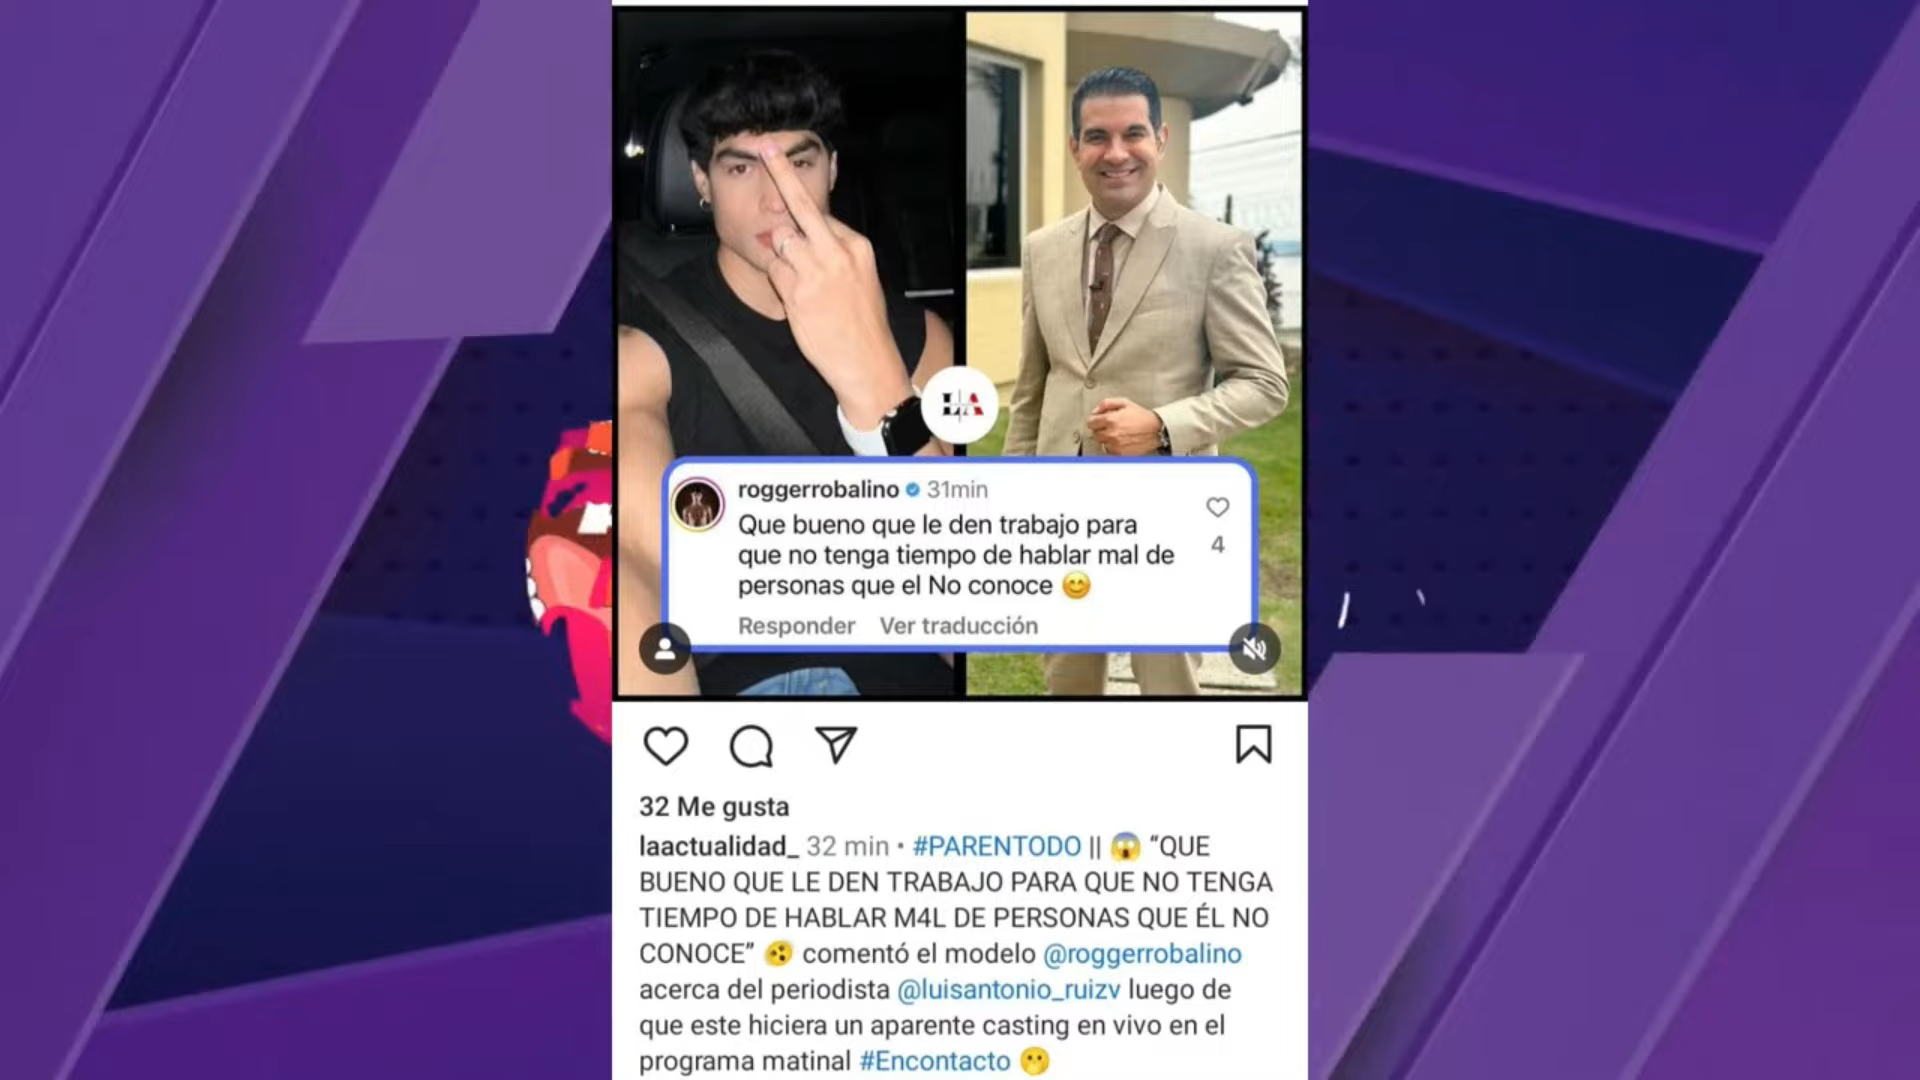 LA
roggerrobalino 31min
Que bueno que le den trabajo para
que no tenga tiempo de hablar mal de
personas que el No conoce 😊
4
Responder Ver traducción
32 Me gusta
laactualidad_ 32 min • #PARENTODO || 😱 “QUE
BUENO QUE LE DEN TRABAJO PARA QUE NO TENGA
TIEMPO DE HABLAR M4L DE PERSONAS QUE ÉL NO
CONOCE” 🫨 comentó el modelo @roggerrobalino
acerca del periodista @luisantonio_ruizv luego de
que este hiciera un aparente casting en vivo en el
programa matinal #Encontacto 🫢